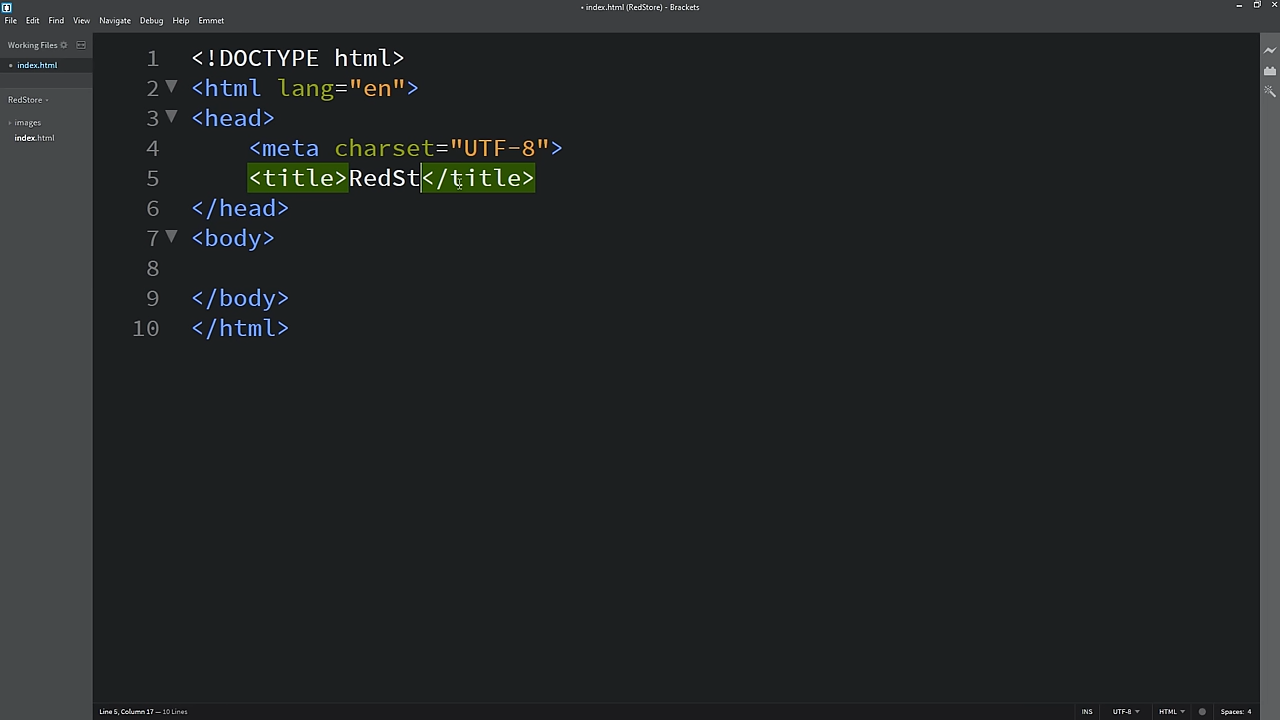 • index.html (RedStore) - Brackets
File Edit Find View Navigate Debug Help Emmet
Working Files
• index.html
RedStore
images
index.html
1 <!DOCTYPE html>
2 <html lang="en">
3 <head>
4 <meta charset="UTF-8">
5 <title>RedSt</title>
6 </head>
7 <body>
8
9 </body>
10 </html>
Line 5, Column 17 — 10 Lines
INS UTF-8 HTML Spaces: 4